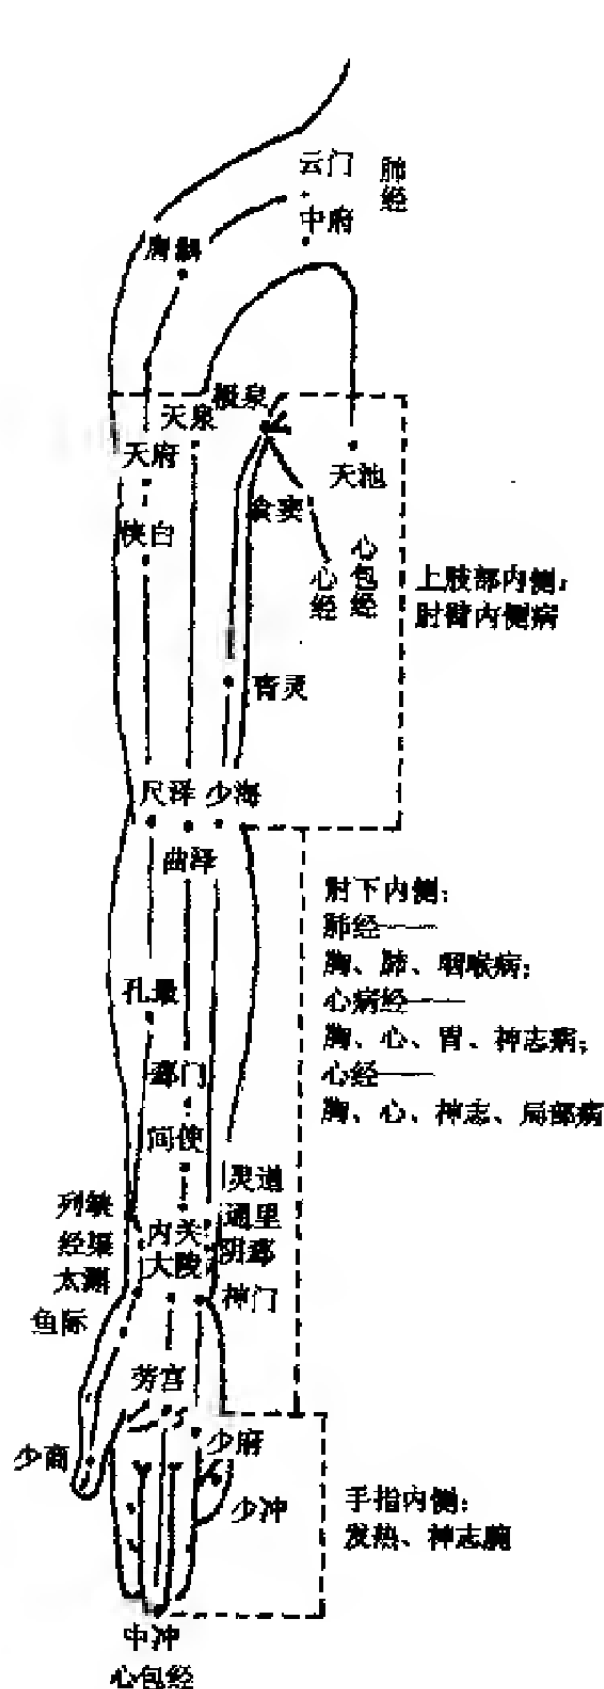 云门
肺经
中府
天泉
极泉
天府
天池
侠白
食窦
心经
心包经
上肢部内侧:
肘臂内侧病
青灵
尺泽
少海
曲泽
肘下内侧:
肺经——
胸、肺、咽喉病;
心病经——
胸、心、胃、神志病;
心经——
胸、心、神志、局部病
孔最
郄门
间使
灵道
通里
列缺
内关
阴郄
经渠
大陵
太渊
神门
鱼际
劳宫
少商
少府
少冲
手指内侧:
发热、神志
中冲
心包经